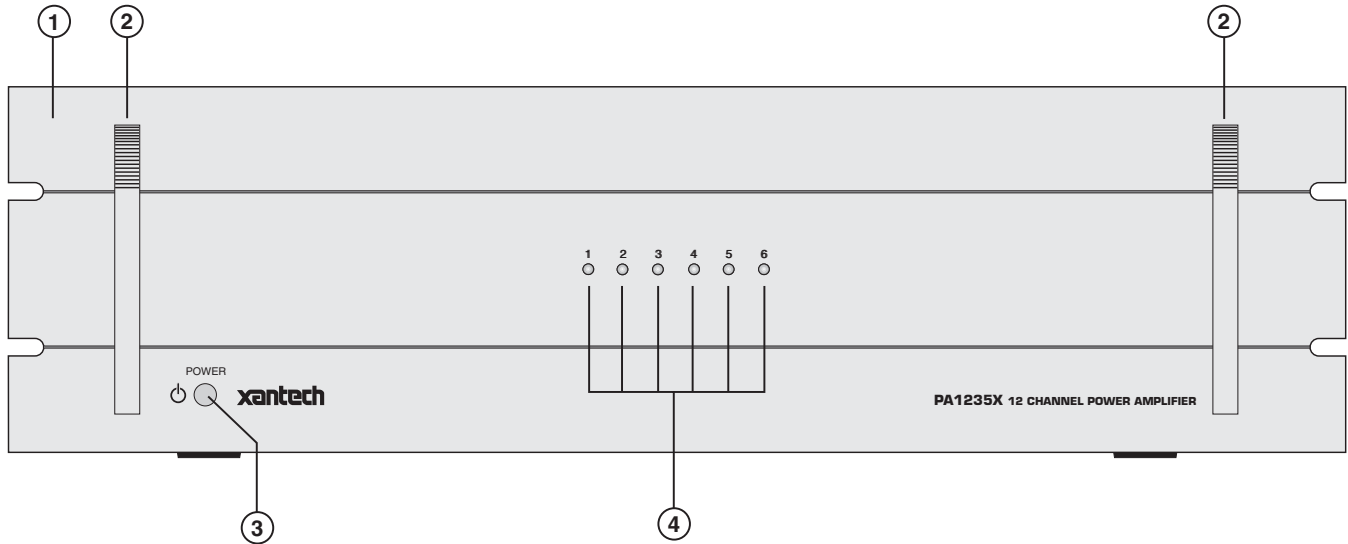 1 2 2
1 2 3 4 5 6
POWER
xantech
PA1235X 12 CHANNEL POWER AMPLIFIER
3 4